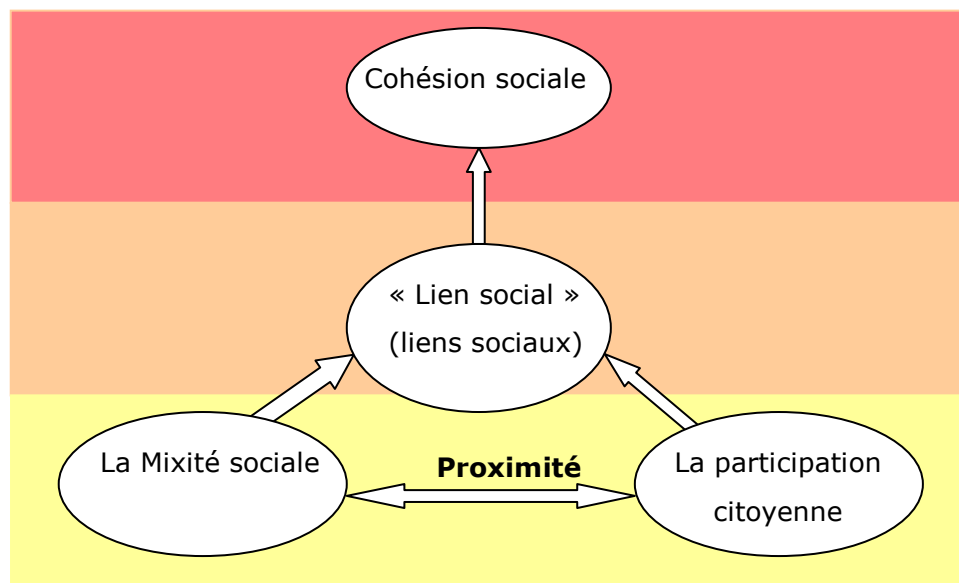 Cohésion sociale
« Lien social »
(liens sociaux)
La Mixité sociale
Proximité
La participation
citoyenne